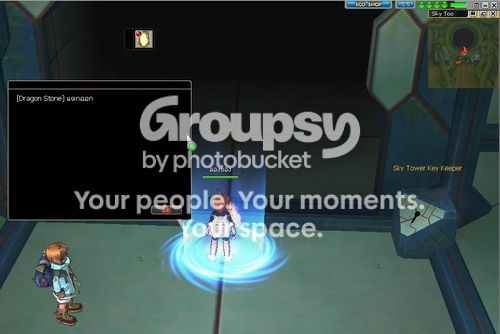 ECO-SHOP
Sky Too
[Dragon Stone] แตกออก
Groupsy
by photobucket
Sky Tower Key Keeper
Your people. Your moments.
Your space.
OK